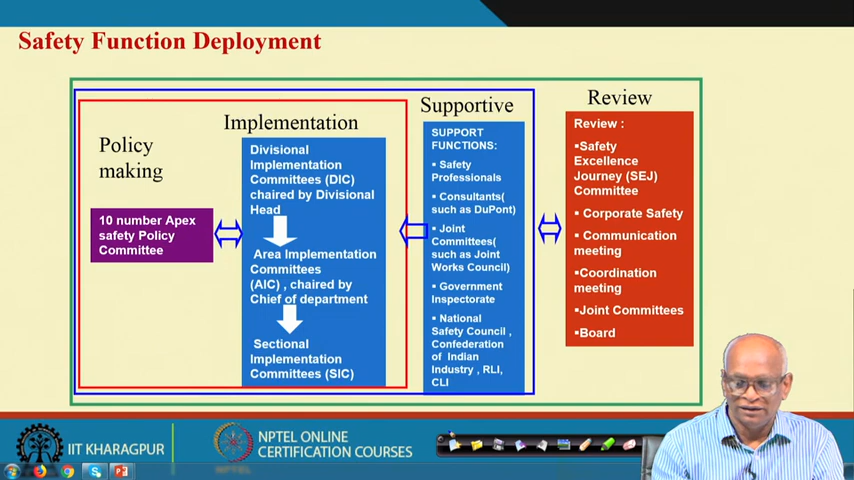 Safety Function Deployment
Policy
making
10 number Apex
safety Policy
Committee
Implementation
Divisional
Implementation
Committees (DIC)
chaired by Divisional
Head
Area Implementation
Committees
(AIC) , chaired by
Chief of department
Sectional
Implementation
Committees (SIC)
Supportive
SUPPORT
FUNCTIONS:
▪ Safety
Professionals
▪ Consultants(
such as DuPont)
▪ Joint
Committees(
such as Joint
Works Council)
▪ Government
Inspectorate
▪ National
Safety Council ,
Confederation
of Indian
Industry , RLI,
CLI
Review
Review :
▪Safety
Excellence
Journey (SEJ)
Committee
▪ Corporate Safety
▪ Communication
meeting
▪Coordination
meeting
▪Joint Committees
▪Board
IIT KHARAGPUR
NPTEL ONLINE
CERTIFICATION COURSES
NPTEL